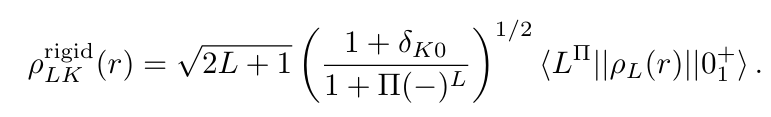 ρ_{LK}^{rigid}(r) = √(2L + 1) ( (1 + δ_{K0}) / (1 + Π(−)^L) )^{1/2} ⟨L^Π||ρ_L(r)||0_1^+⟩ .